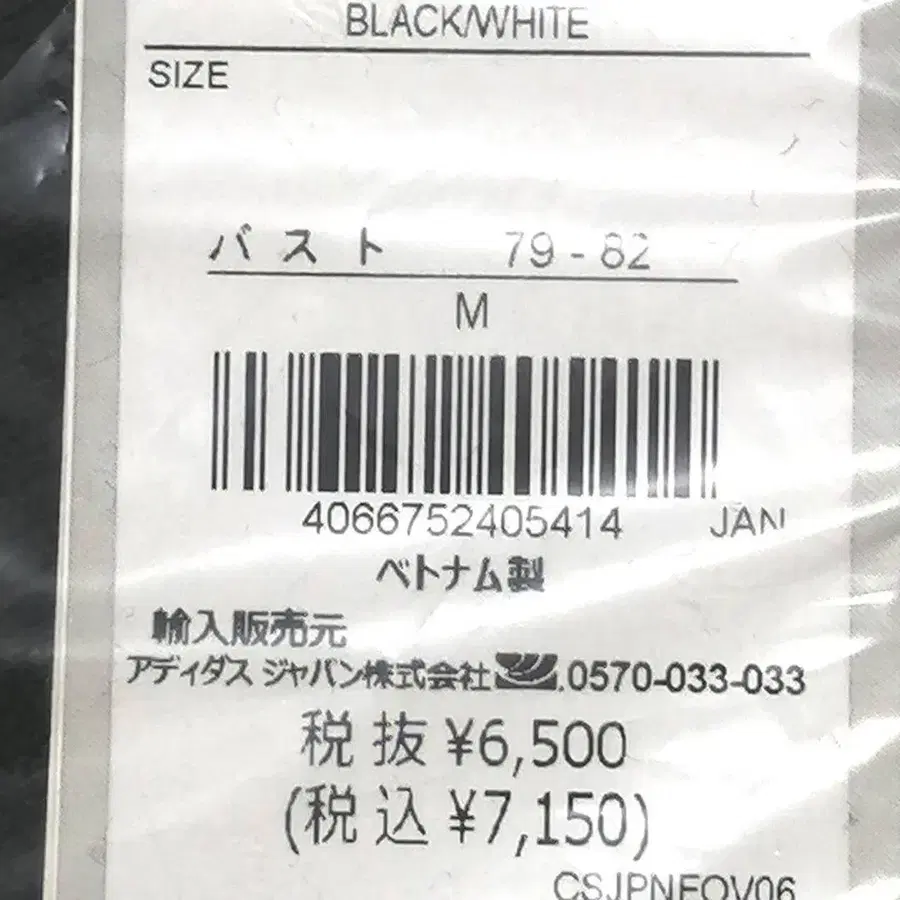 BLACK/WHITE
SIZE
バスト 79-82
M
4066752405414 JAN
ベトナム製
輸入販売元
アディダス ジャパン株式会社 .0570-033-033
税抜 ¥6,500
(税込 ¥7,150)
CSJPNFOV06